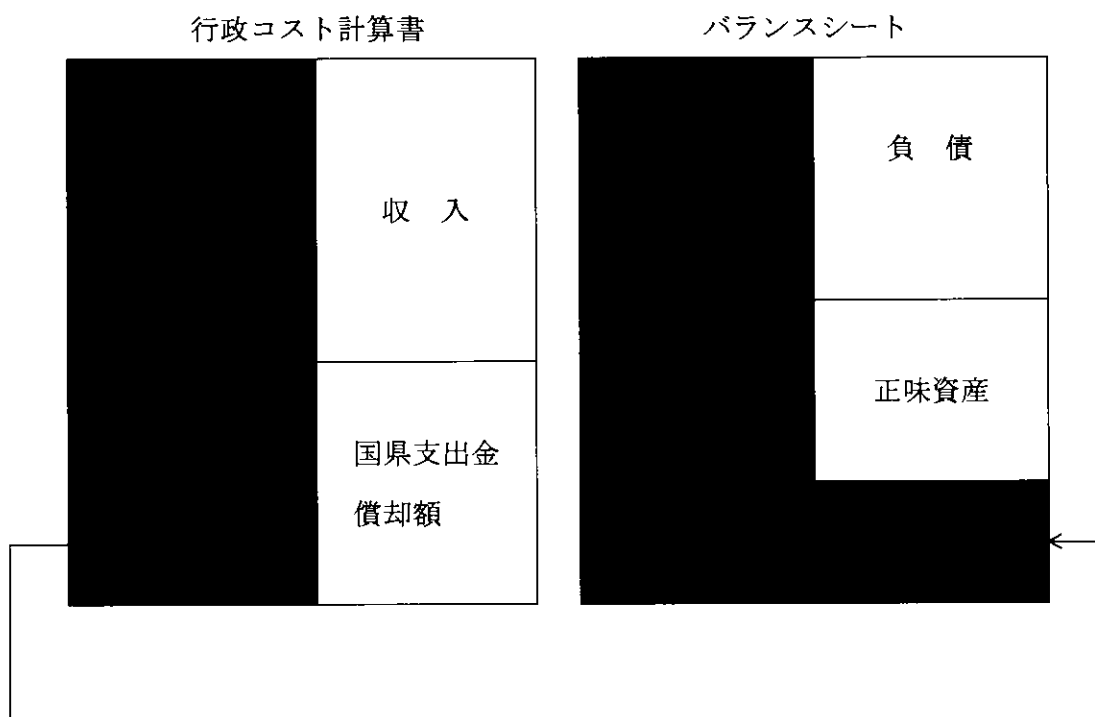 行政コスト計算書
バランスシート
収 入
国県支出金
償却額
負 債
正味資産